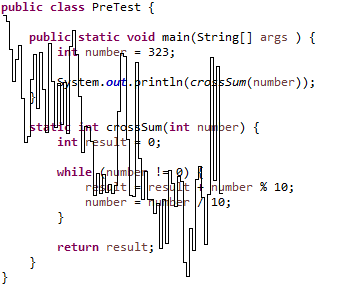 public class PreTest {
public static void main(String[] args ) {
int number = 323;
System.out.println(crossSum(number));
}
static int crossSum(int number) {
int result = 0;
while (number != 0) {
result = result + number % 10;
number = number / 10;
}
return result;
}
}